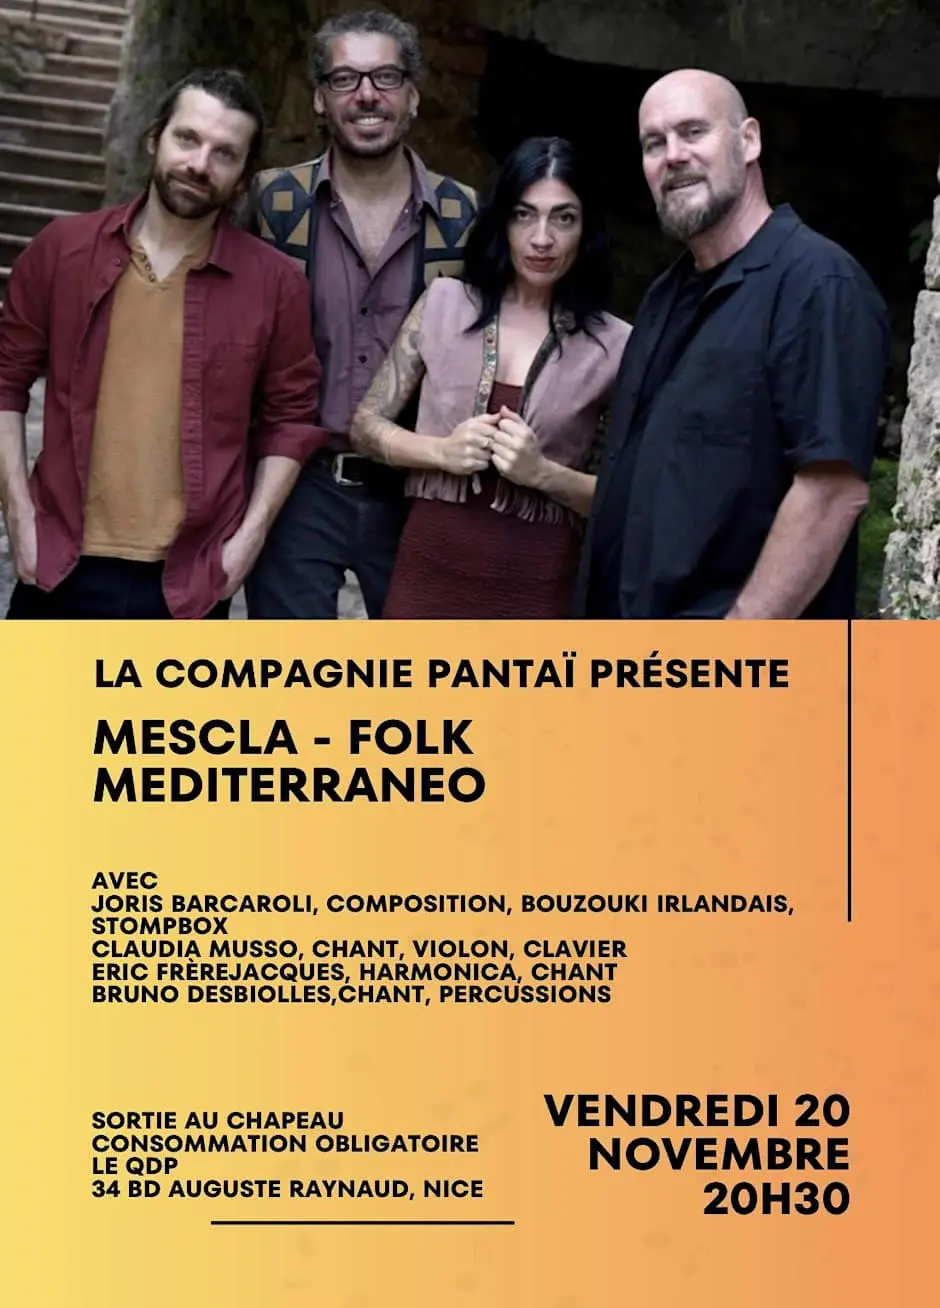 LA COMPAGNIE PANTAÏ PRÉSENTE
MESCLA - FOLK
MEDITERRANEO
AVEC
JORIS BARCAROLI, COMPOSITION, BOUZOUKI IRLANDAIS,
STOMPBOX
CLAUDIA MUSSO, CHANT, VIOLON, CLAVIER
ERIC FRÈREJACQUES, HARMONICA, CHANT
BRUNO DESBIOLLES,CHANT, PERCUSSIONS
SORTIE AU CHAPEAU
CONSOMMATION OBLIGATOIRE
LE QDP
34 BD AUGUSTE RAYNAUD, NICE
VENDREDI 20
NOVEMBRE
20H30